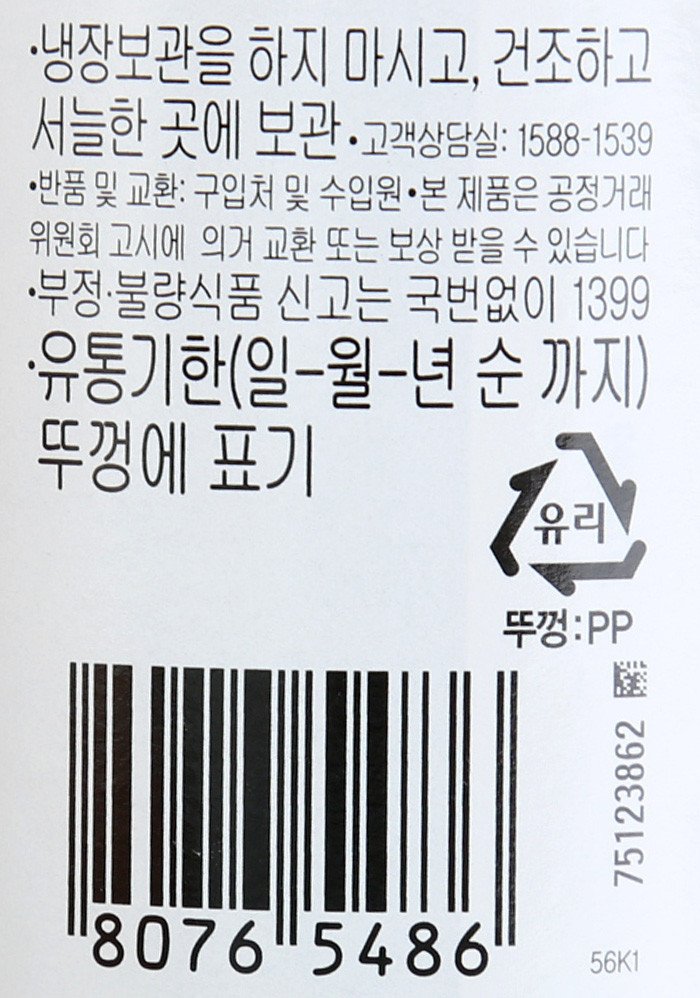 ·냉장보관을 하지 마시고, 건조하고
서늘한 곳에 보관·고객상담실: 1588-1539
·반품 및 교환: 구입처 및 수입원·본 제품은 공정거래
위원회 고시에 의거 교환 또는 보상 받을 수 있습니다
·부정·불량식품 신고는 국번없이 1399
·유통기한(일-월-년 순 까지)
뚜껑에 표기
유리
뚜껑:PP
75123862
8076 5486
56K1